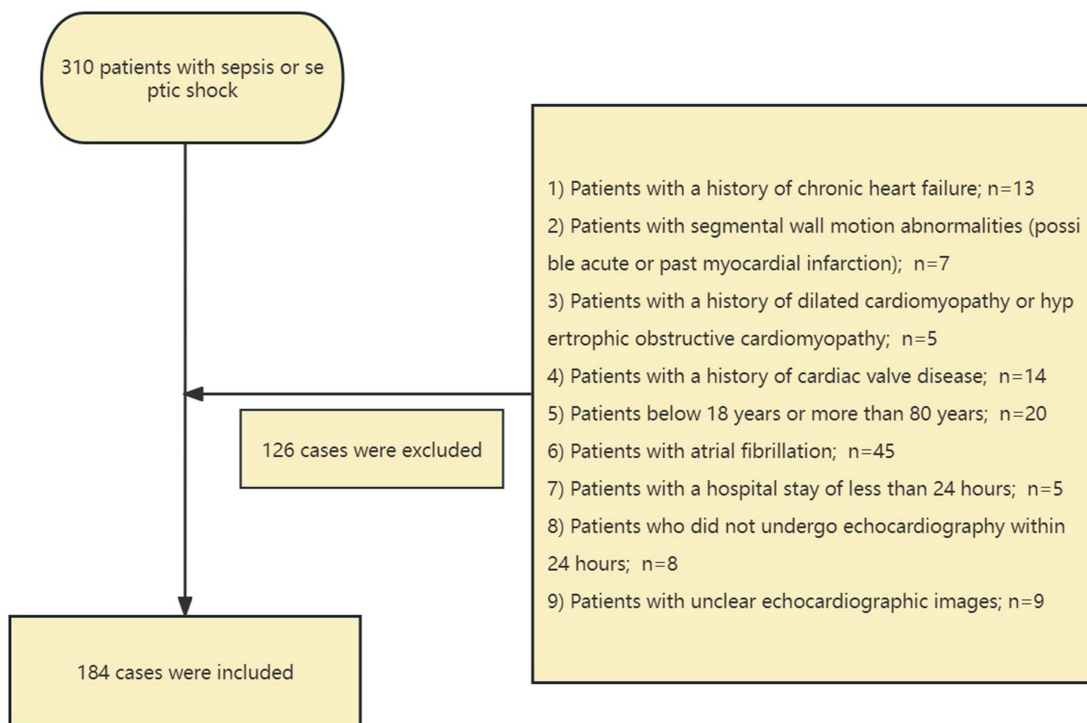 310 patients with sepsis or se
ptic shock
1) Patients with a history of chronic heart failure; n=13
2) Patients with segmental wall motion abnormalities (possi
ble acute or past myocardial infarction);  n=7
3) Patients with a history of dilated cardiomyopathy or hyp
ertrophic obstructive cardiomyopathy;  n=5
4) Patients with a history of cardiac valve disease;  n=14
5) Patients below 18 years or more than 80 years;  n=20
6) Patients with atrial fibrillation;  n=45
7) Patients with a hospital stay of less than 24 hours;  n=5
8) Patients who did not undergo echocardiography within
24 hours;  n=8
9) Patients with unclear echocardiographic images; n=9
126 cases were excluded
184 cases were included